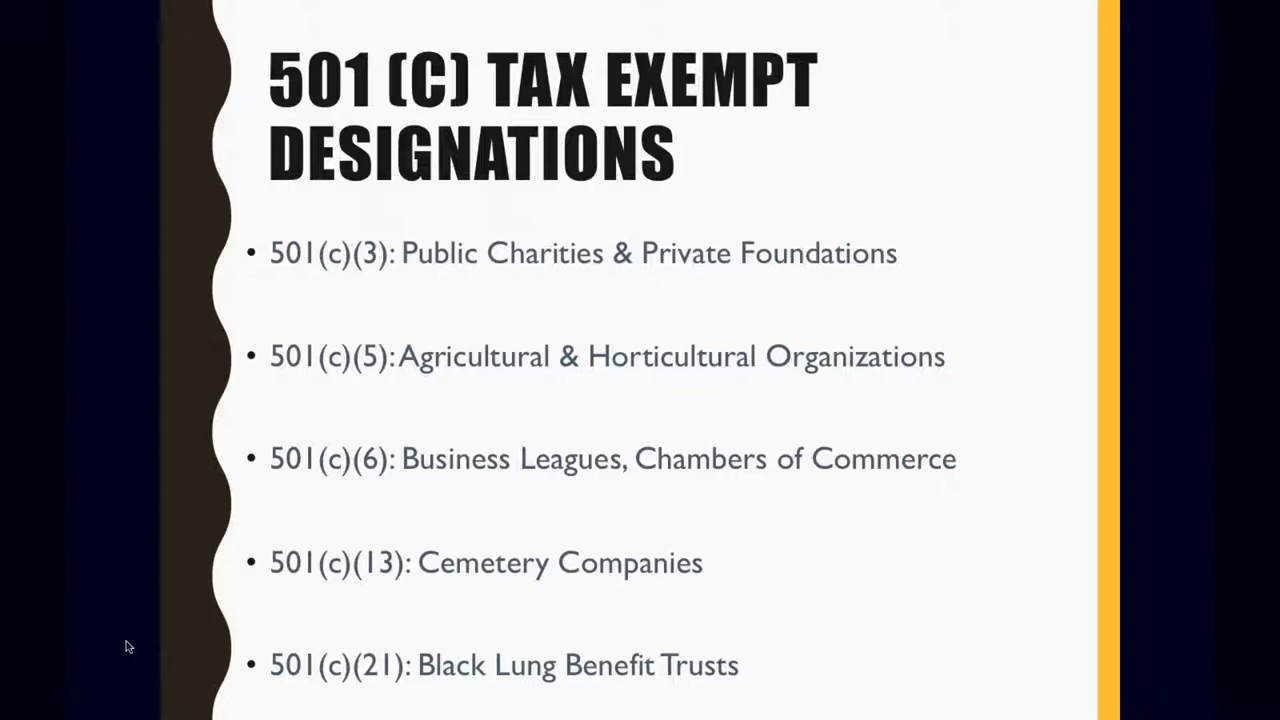 501 (C) TAX EXEMPT
DESIGNATIONS
• 501(c)(3): Public Charities & Private Foundations
• 501(c)(5): Agricultural & Horticultural Organizations
• 501(c)(6): Business Leagues, Chambers of Commerce
• 501(c)(13): Cemetery Companies
• 501(c)(21): Black Lung Benefit Trusts